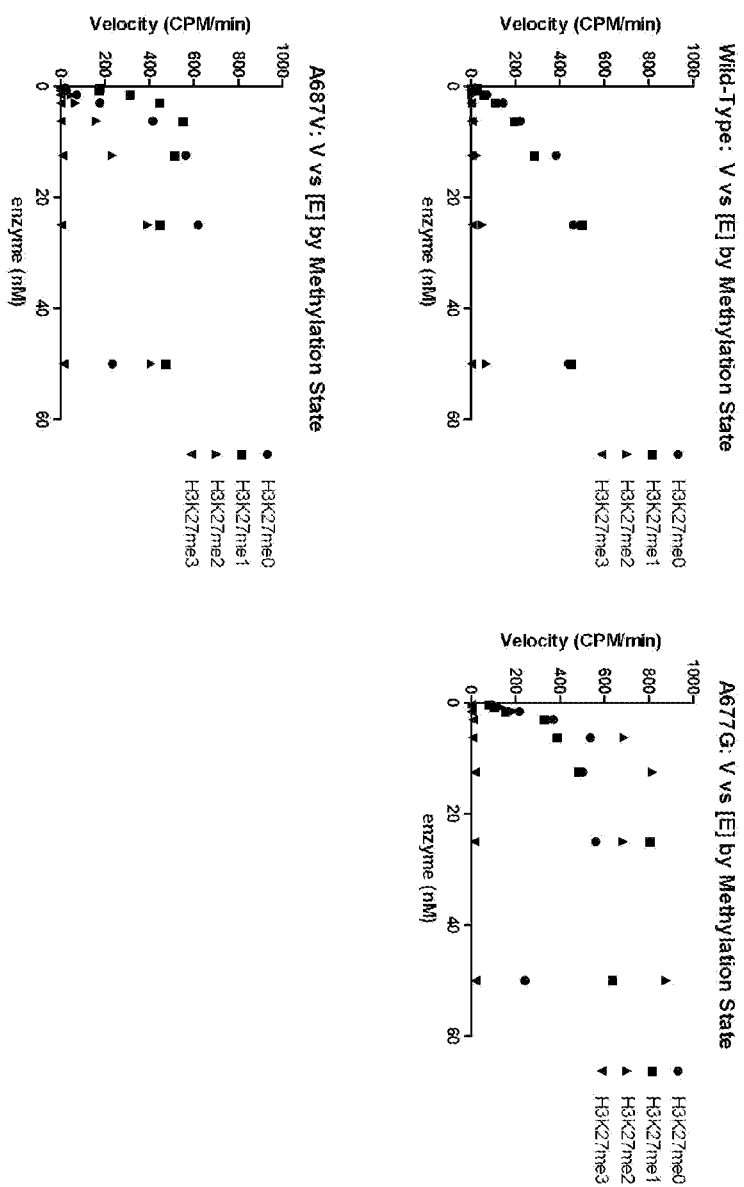 Wild-Type: V vs [E] by Methylation State
Velocity (CPM/min)
1000
800
600
400
200
0
0
20
40
60
enzyme (nM)
H3K27me0
H3K27me1
H3K27me2
H3K27me3
A677G: V vs [E] by Methylation State
Velocity (CPM/min)
1000
800
600
400
200
0
0
20
40
60
enzyme (nM)
H3K27me0
H3K27me1
H3K27me2
H3K27me3
A687V: V vs [E] by Methylation State
Velocity (CPM/min)
1000
800
600
400
200
0
0
20
40
60
enzyme (nM)
H3K27me0
H3K27me1
H3K27me2
H3K27me3